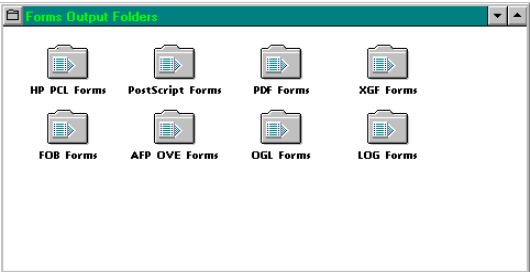 Forms Output Folders
HP PCL Forms PostScript Forms PDF Forms XGF Forms
FOB Forms AFP OVE Forms OGL Forms LOG Forms